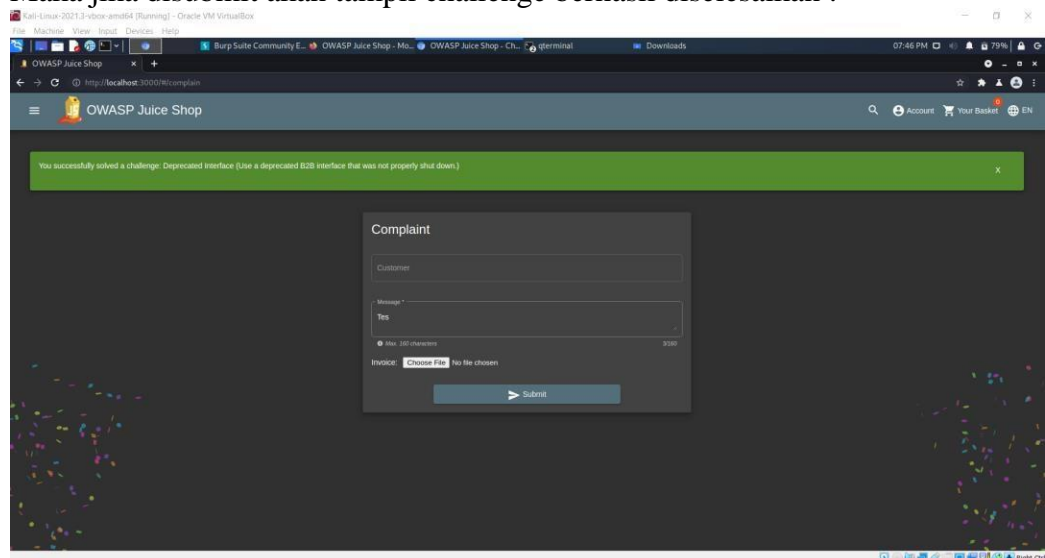 Maka jika disubmit akan tampil challenge berhasil diselesaikan :
Kali-Linux-2021.3-vbox-amd64 (Running) - Oracle VM VirtualBox
File Machine View Input Devices Help
Burp Suite Community E... OWASP Juice Shop - Mo... OWASP Juice Shop - Ch... qterminal Downloads 07:46 PM 79%
OWASP Juice Shop
http://localhost:3000/#/complain
OWASP Juice Shop
Account Your Basket 0 EN
You successfully solved a challenge: Deprecated Interface (Use a deprecated B2B interface that was not properly shut down.) X
Complaint
Customer
Message *
Tes
Max. 160 characters 3/160
Invoice: Choose File No file chosen
Submit
Right Ctrl